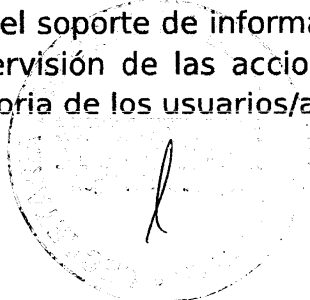 el soporte de informa
ervisión de las accio
oria de los usuarios/a